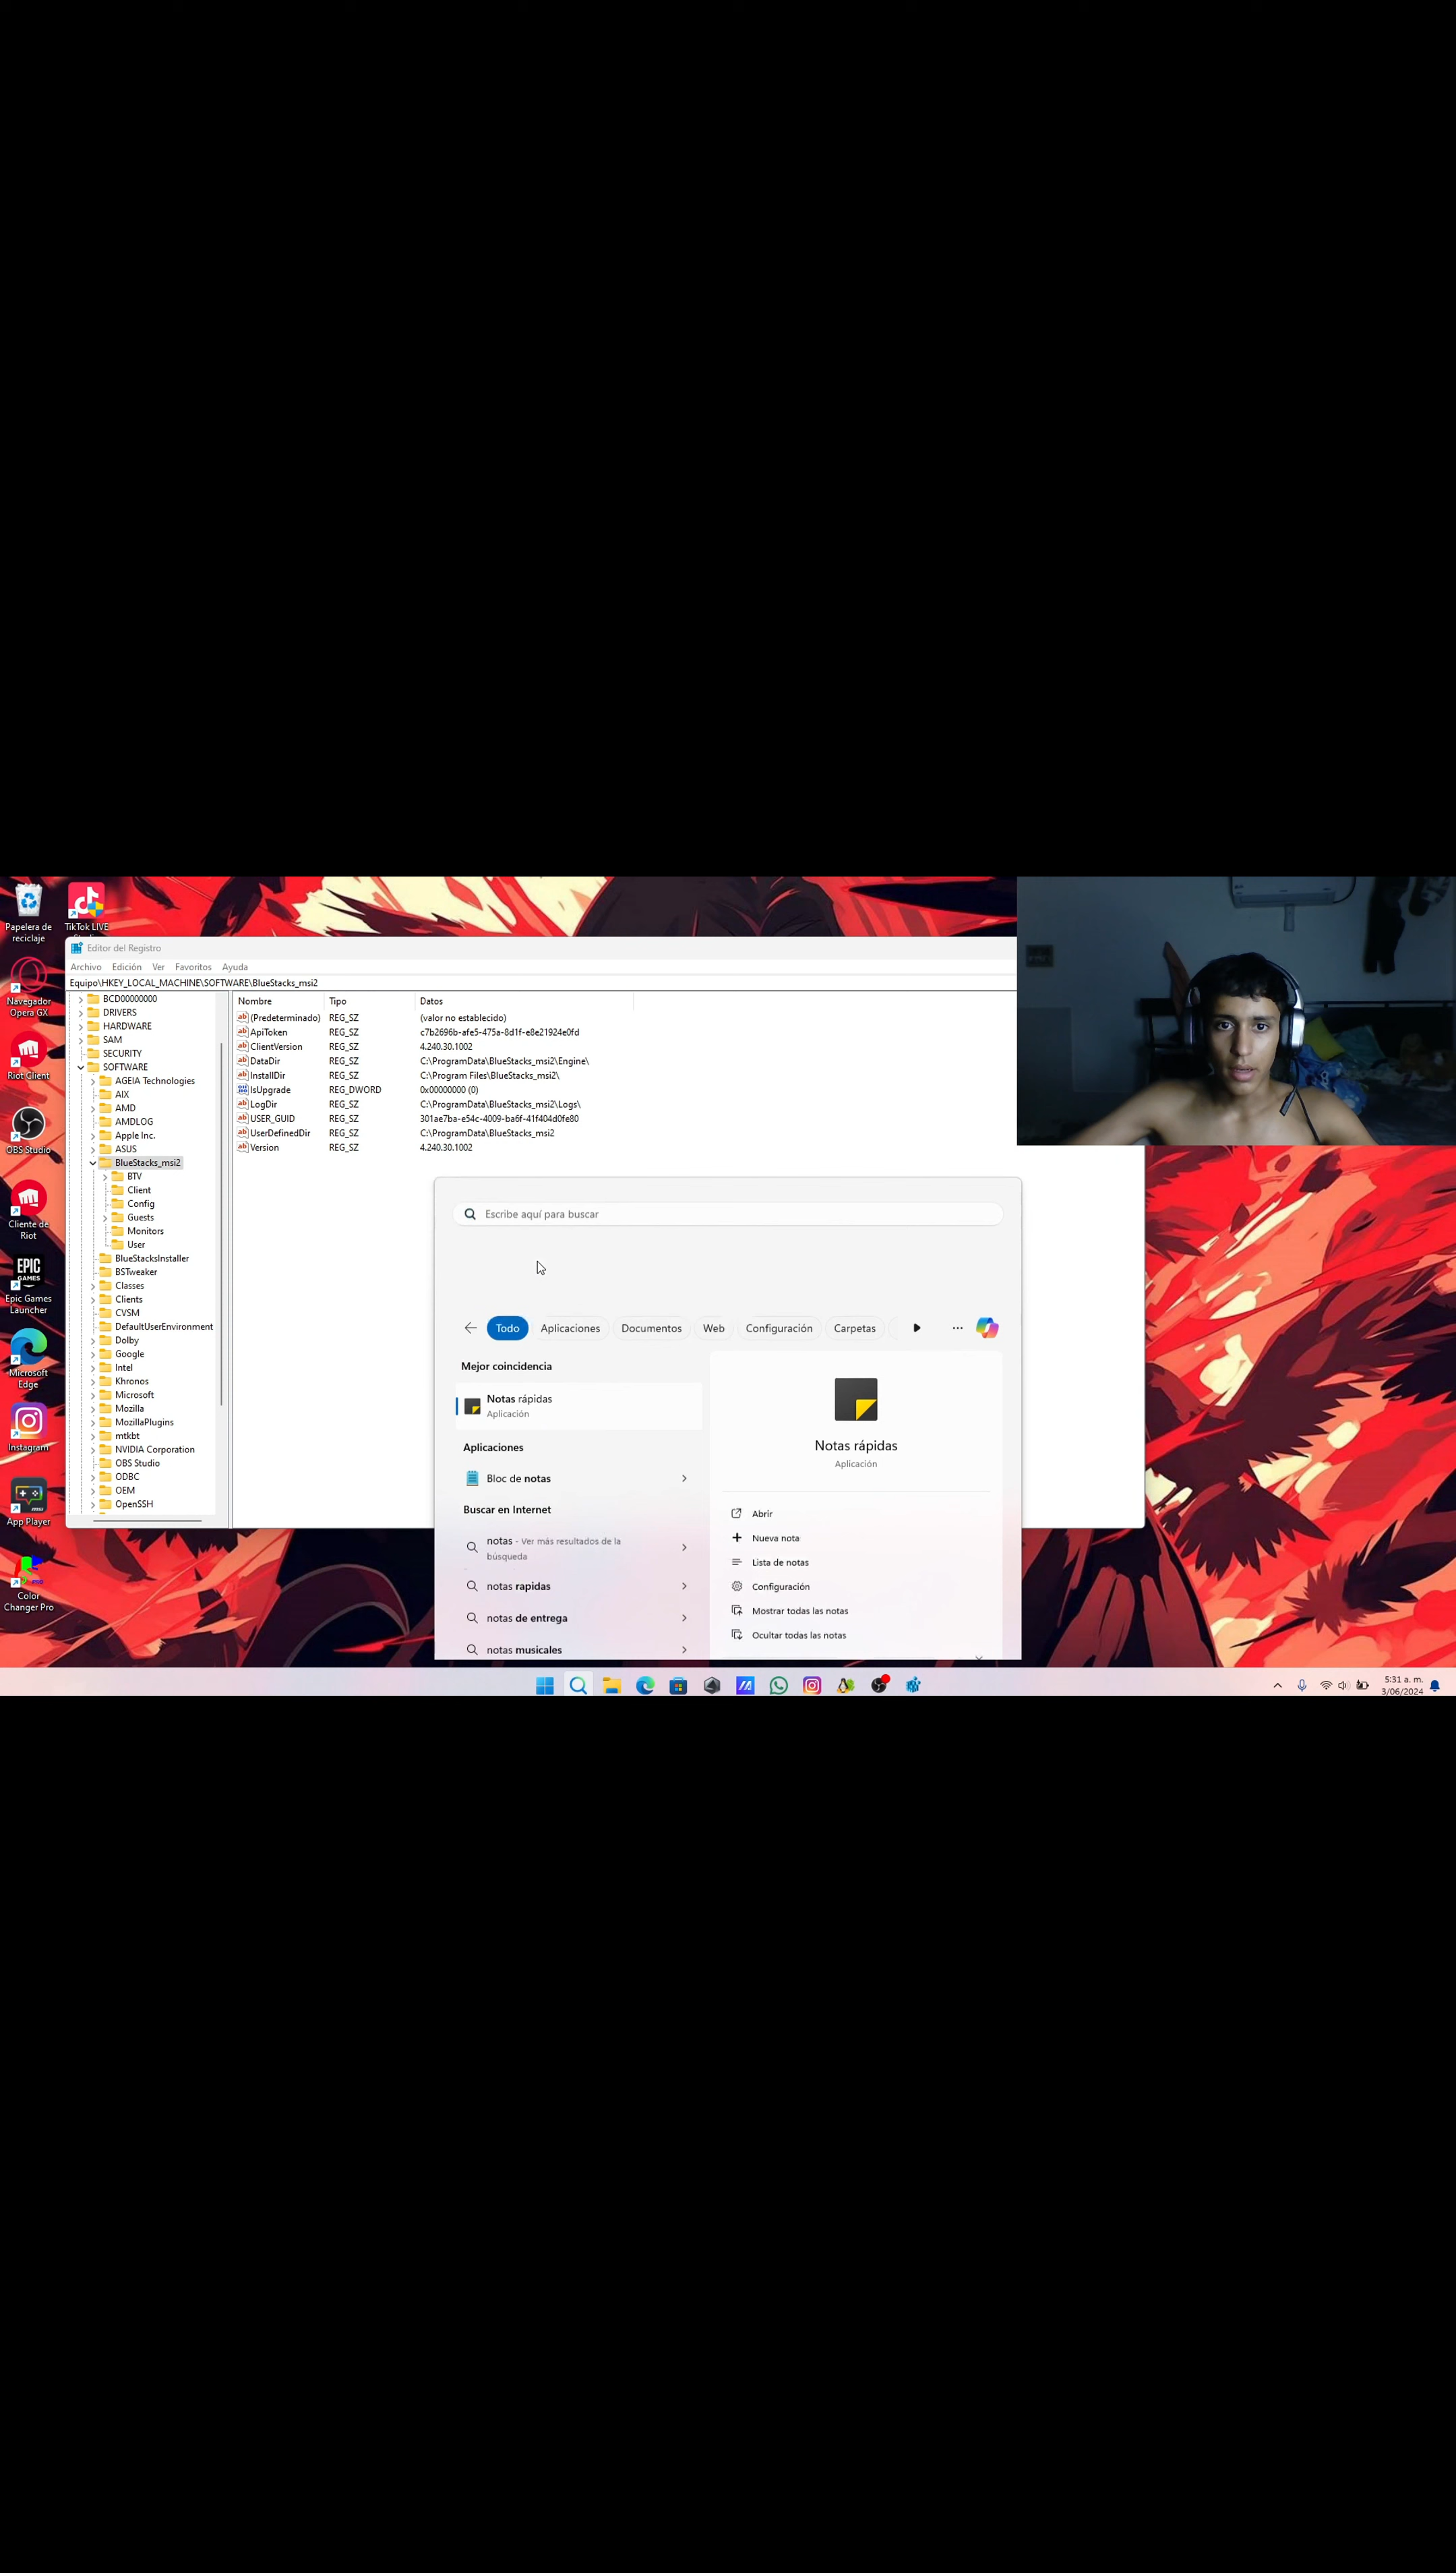 Papelera de
reciclaje
TikTok LIVE
Navegador
Opera GX
Riot Client
OBS Studio
Cliente de
Riot
EPIC
GAMES
Epic Games
Launcher
Microsoft
Edge
Instagram
App Player
Color
Changer Pro
Editor del Registro
Archivo Edición Ver Favoritos Ayuda
Equipo\HKEY_LOCAL_MACHINE\SOFTWARE\BlueStacks_msi2
BCD00000000
DRIVERS
HARDWARE
SAM
SECURITY
SOFTWARE
AGEIA Technologies
AIX
AMD
AMDLOG
Apple Inc.
ASUS
BlueStacks_msi2
BTV
Client
Config
Guests
Monitors
User
BlueStacksInstaller
BSTweaker
Classes
Clients
CVSM
DefaultUserEnvironment
Dolby
Google
Intel
Khronos
Microsoft
Mozilla
MozillaPlugins
mtkbt
NVIDIA Corporation
OBS Studio
ODBC
OEM
OpenSSH
Nombre Tipo Datos
(Predeterminado) REG_SZ (valor no establecido)
ApiToken REG_SZ c7b2696b-afe5-475a-8d1f-e8e21924e0fd
ClientVersion REG_SZ 4.240.30.1002
DataDir REG_SZ C:\ProgramData\BlueStacks_msi2\Engine\
InstallDir REG_SZ C:\Program Files\BlueStacks_msi2\
IsUpgrade REG_DWORD 0x00000000 (0)
LogDir REG_SZ C:\ProgramData\BlueStacks_msi2\Logs\
USER_GUID REG_SZ 301ae7ba-e54c-4009-ba6f-41f404d0fe80
UserDefinedDir REG_SZ C:\ProgramData\BlueStacks_msi2
Version REG_SZ 4.240.30.1002
Escribe aquí para buscar
Todo Aplicaciones Documentos Web Configuración Carpetas
Mejor coincidencia
Notas rápidas
Aplicación
Aplicaciones
Bloc de notas
Buscar en Internet
notas - Ver más resultados de la
búsqueda
notas rapidas
notas de entrega
notas musicales
Notas rápidas
Aplicación
Abrir
Nueva nota
Lista de notas
Configuración
Mostrar todas las notas
Ocultar todas las notas
5:31 a. m.
3/06/2024